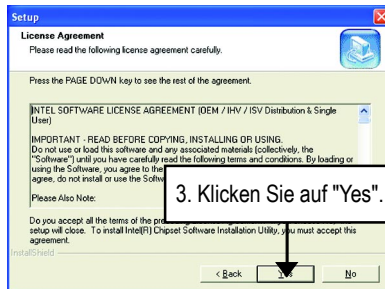 Setup
License Agreement
Please read the following license agreement carefully.
Press the PAGE DOWN key to see the rest of the agreement.
INTEL SOFTWARE LICENSE AGREEMENT (OEM / IHV / ISV Distribution & Single
User)
IMPORTANT - READ BEFORE COPYING, INSTALLING OR USING.
Do not use or load this software and any associated materials (collectively, the
"Software") until you have carefully read the following terms and conditions. By loading or
using the Software, you agree to the
agree, do not install or use the Softw
Please Also Note:
3. Klicken Sie auf "Yes".
Do you accept all the terms of the pre
setup will close. To install Intel(R) Chipset Software Installation Utility, you must accept this
agreement.
InstallShield
< Back
Yes
No